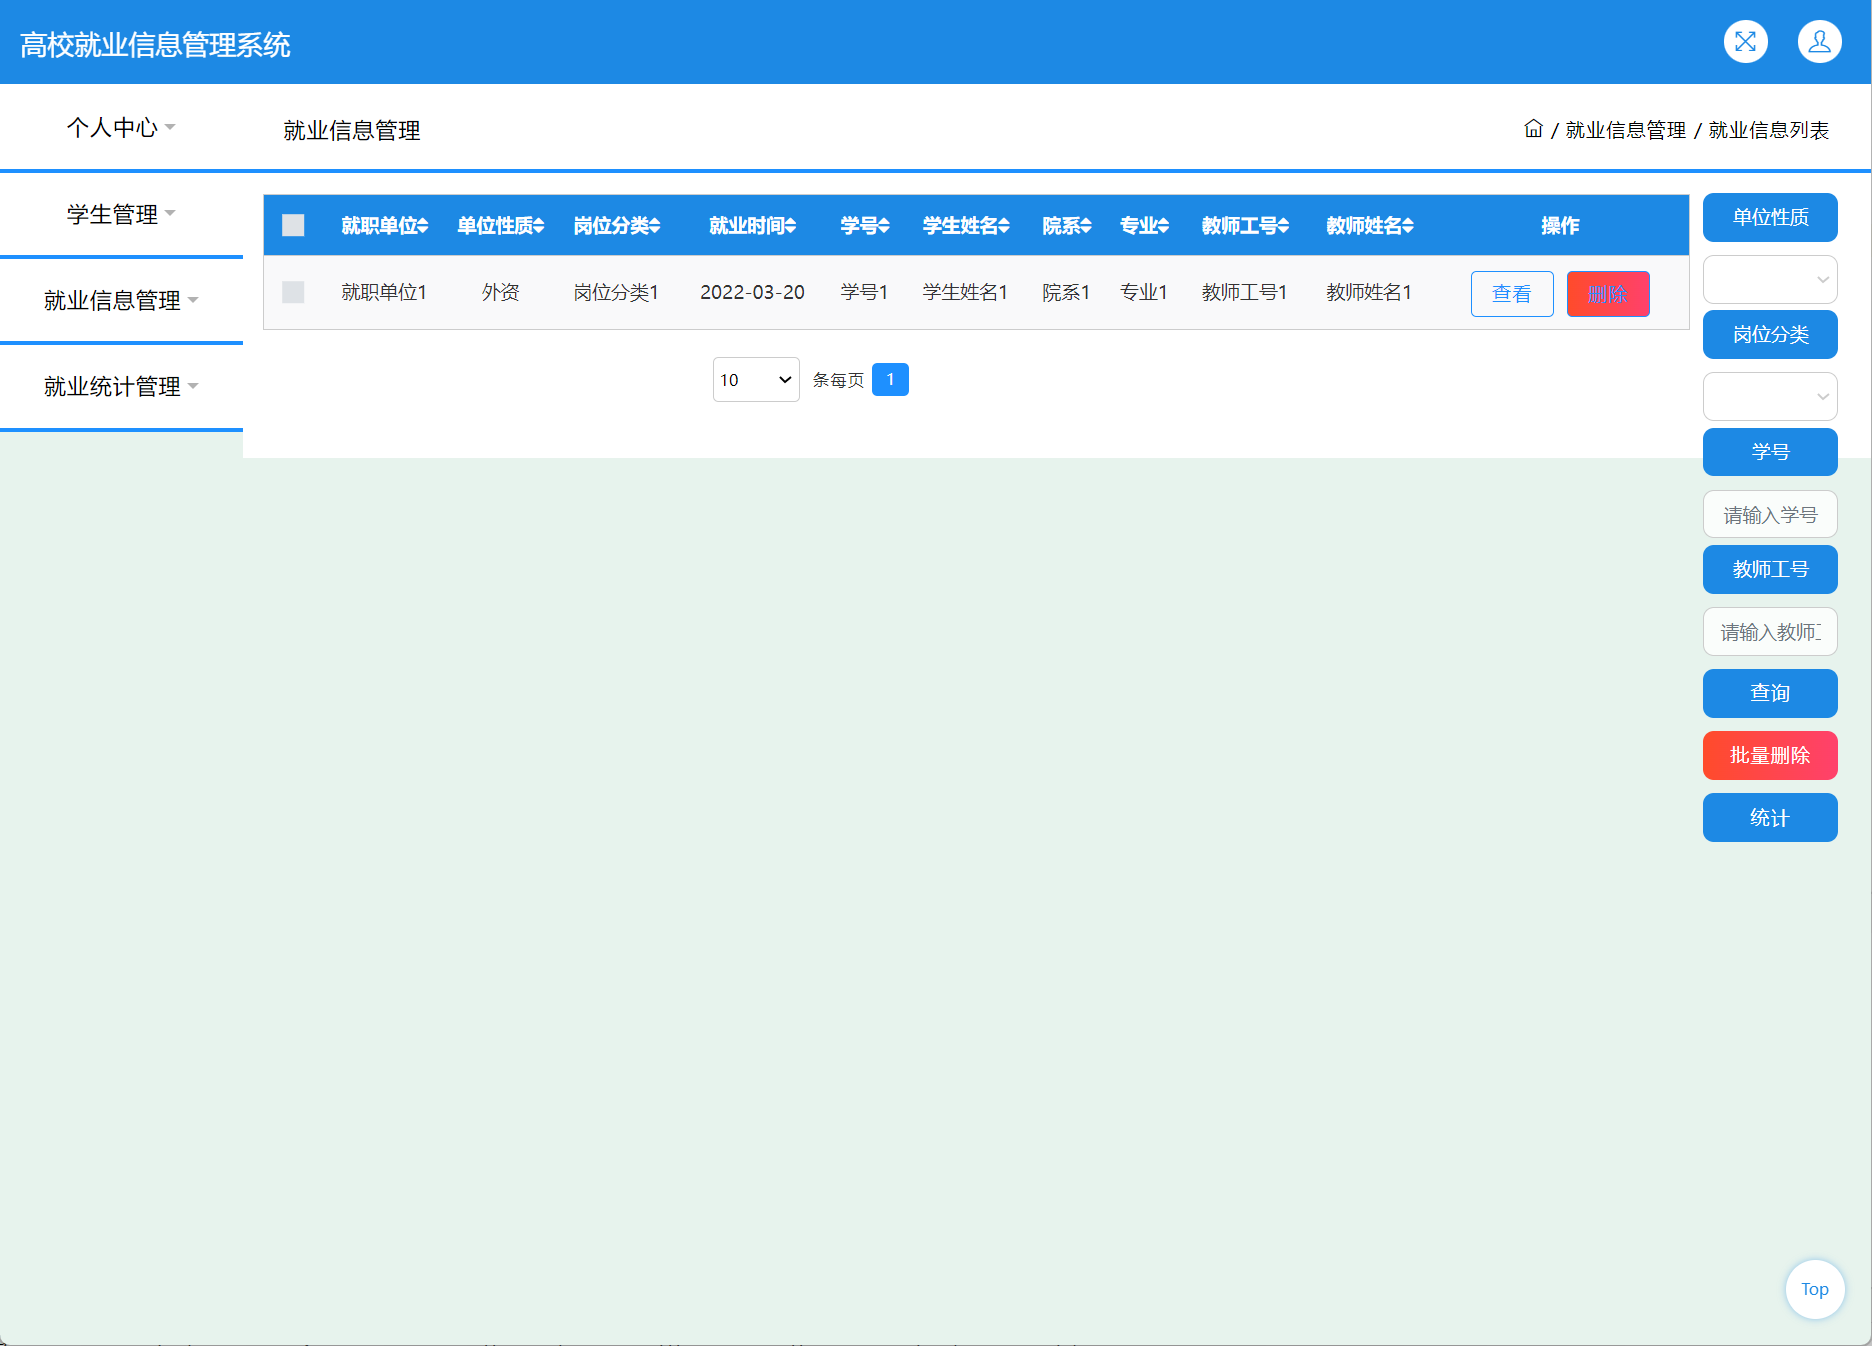 高校就业信息管理系统
个人中心
就业信息管理
/ 就业信息管理 / 就业信息列表
学生管理
就业信息管理
就业统计管理
就职单位 单位性质 岗位分类 就业时间 学号 学生姓名 院系 专业 教师工号 教师姓名 操作
就职单位1 外资 岗位分类1 2022-03-20 学号1 学生姓名1 院系1 专业1 教师工号1 教师姓名1 查看 删除
10 条每页 1
单位性质
岗位分类
学号
请输入学号
教师工号
请输入教师
查询
批量删除
统计
Top